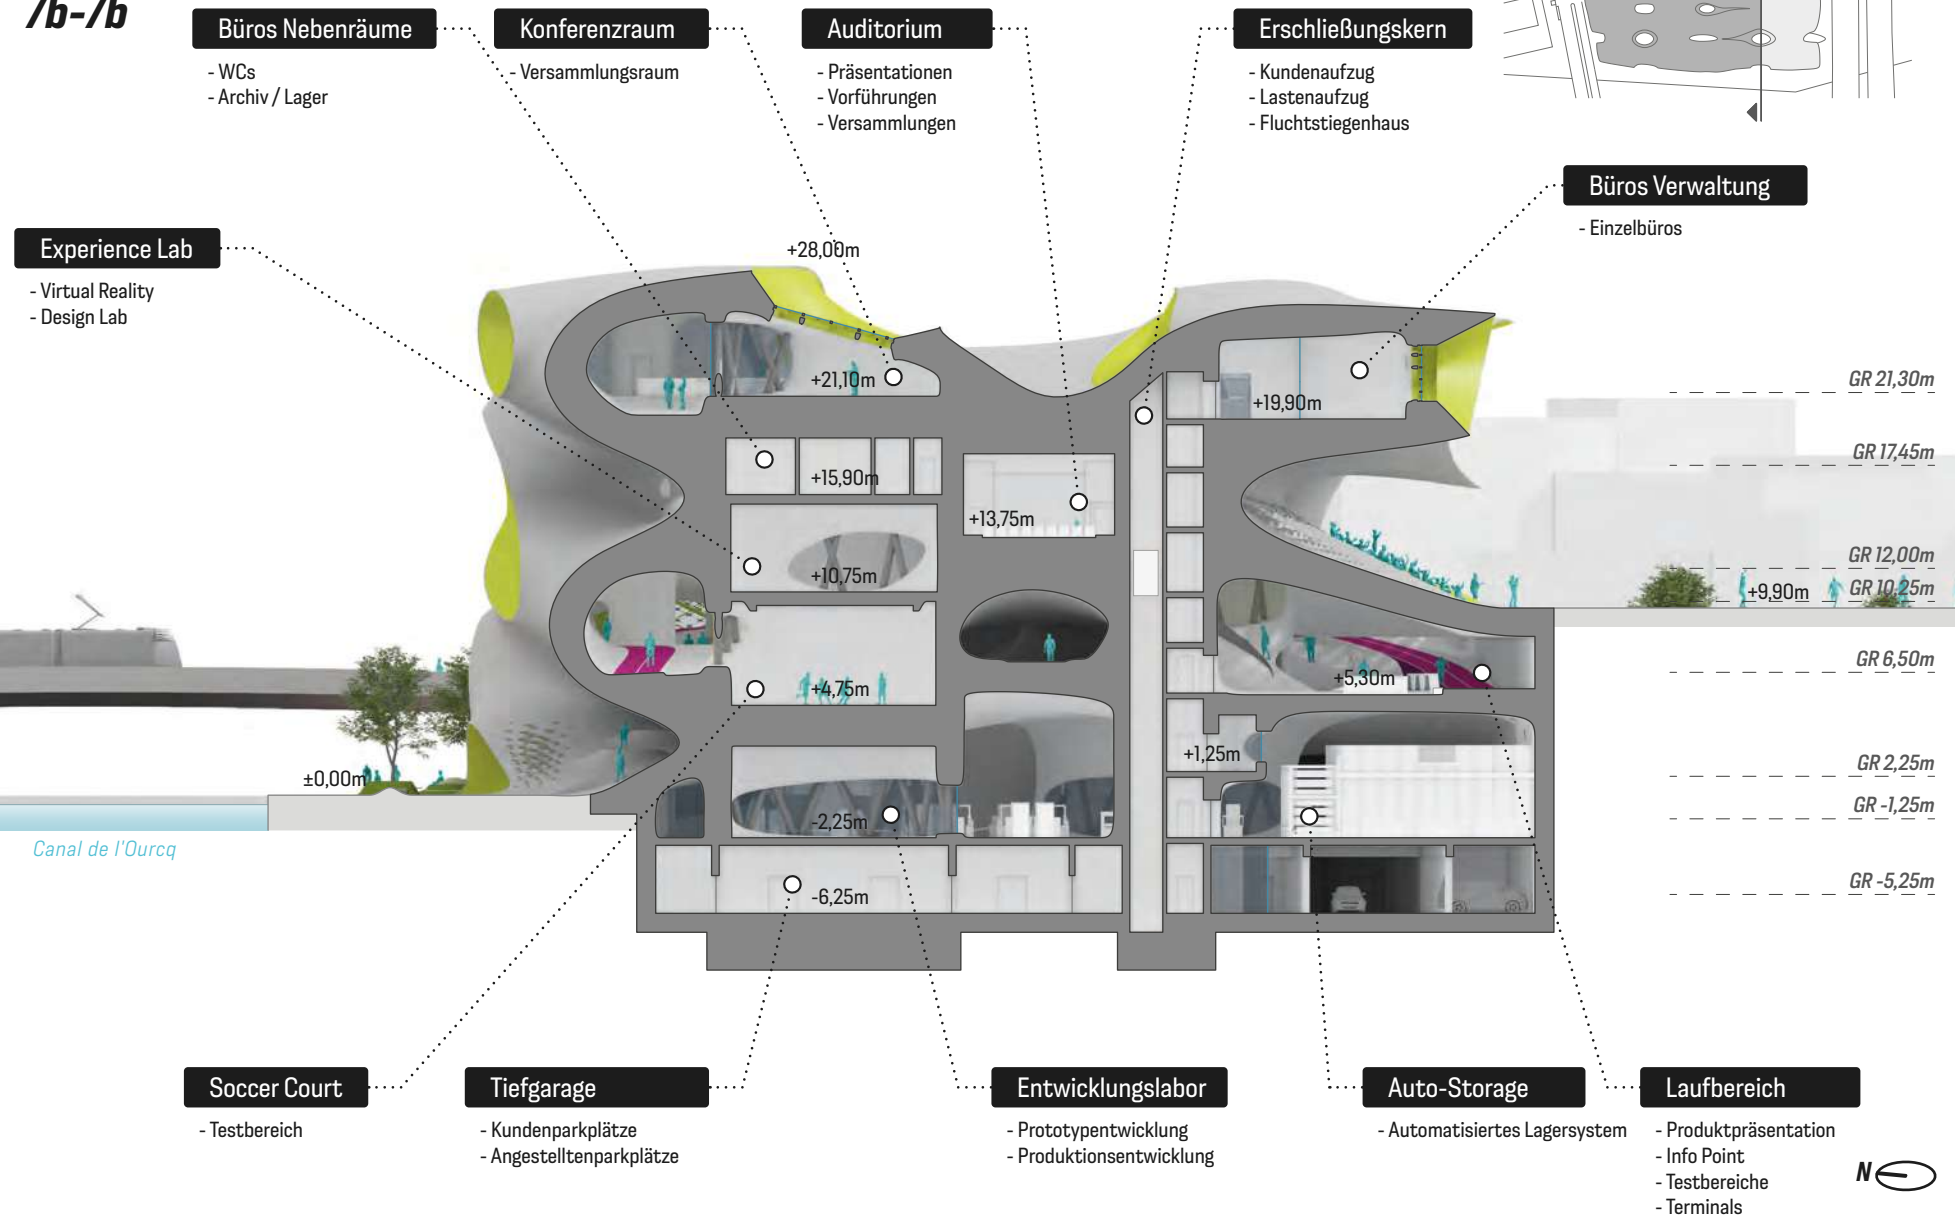 7b-7b
Büros Nebenräume
- WCs
- Archiv / Lager
Konferenzraum
- Versammlungsraum
Auditorium
- Präsentationen
- Vorführungen
- Versammlungen
Erschließungskern
- Kundenaufzug
- Lastenaufzug
- Fluchtstiegenhaus
Büros Verwaltung
- Einzelbüros
Experience Lab
- Virtual Reality
- Design Lab
+28,00m
+21,10m
+19,90m
+15,90m
+13,75m
+10,75m
+9,90m
+4,75m
+5,30m
+1,25m
±0,00m
-2,25m
-6,25m
GR 21,30m
GR 17,45m
GR 12,00m
GR 10,25m
GR 6,50m
GR 2,25m
GR -1,25m
GR -5,25m
Canal de l'Ourcq
Soccer Court
- Testbereich
Tiefgarage
- Kundenparkplätze
- Angestelltenparkplätze
Entwicklungslabor
- Prototypentwicklung
- Produktionsentwicklung
Auto-Storage
- Automatisiertes Lagersystem
Laufbereich
- Produktpräsentation
- Info Point
- Testbereiche
- Terminals
N